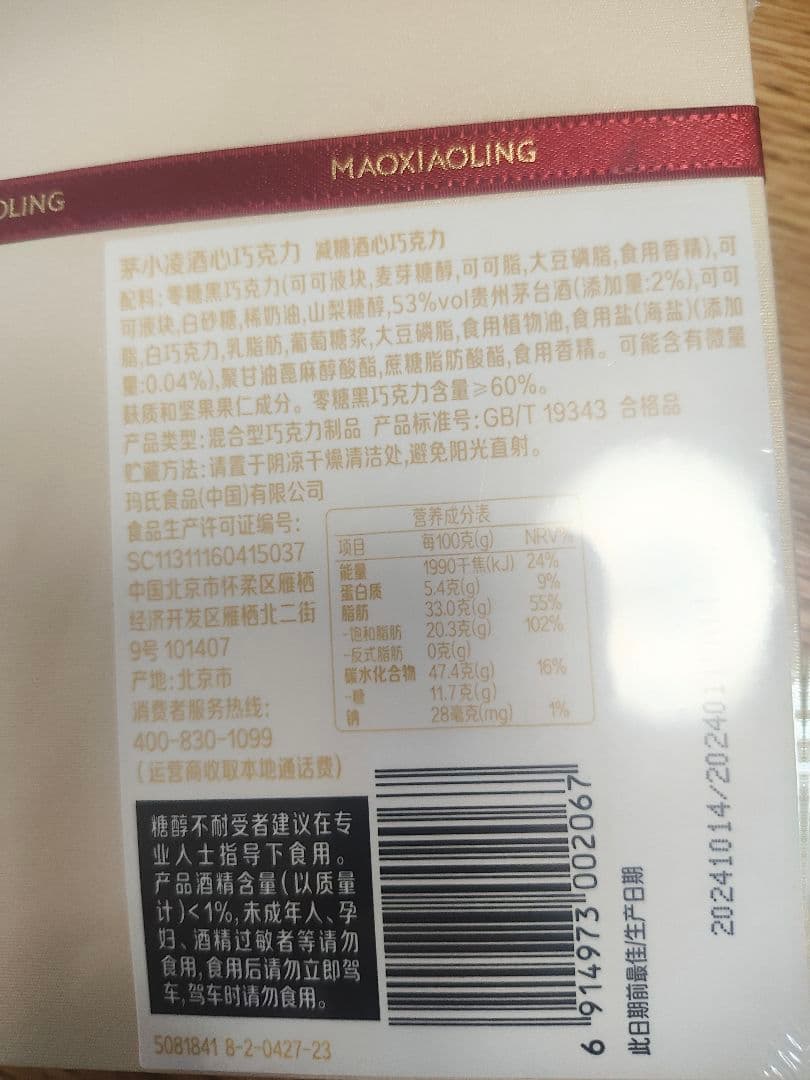 MAOXIAOLING
OLING
茅小凌酒心巧克力 减糖酒心巧克力
配料:零糖黑巧克力(可可液块,麦芽糖醇,可可脂,大豆磷脂,食用香精),可
可液块,白砂糖,稀奶油,山梨糖醇,53%vol贵州茅台酒(添加量:2%),可可
脂,白巧克力,乳脂肪,葡萄糖浆,大豆磷脂,食用植物油,食用盐(海盐)(添加
量:0.04%),聚甘油蓖麻醇酸酯,蔗糖脂肪酸酯,食用香精。可能含有微量
麸质和坚果果仁成分。零糖黑巧克力含量≥60%。
产品类型:混合型巧克力制品 产品标准号:GB/T 19343 合格品
贮藏方法:请置于阴凉干燥清洁处,避免阳光直射。
玛氏食品(中国)有限公司
食品生产许可证编号:
SC11311160415037
中国北京市怀柔区雁栖
经济开发区雁栖北二街
9号 101407
产地:北京市
消费者服务热线:
400-830-1099
(运营商收取本地通话费)
营养成分表
项目 每100克(g) NRV%
能量 1990千焦(kJ) 24%
蛋白质 5.4克(g) 9%
脂肪 33.0克(g) 55%
-饱和脂肪 20.3克(g) 102%
-反式脂肪 0克(g)
碳水化合物 47.4克(g) 16%
-糖 11.7克(g)
钠 28毫克(mg) 1%
糖醇不耐受者建议在专
业人士指导下食用。
产品酒精含量(以质量
计)<1%,未成年人、孕
妇、酒精过敏者等请勿
食用,食用后请勿立即驾
车,驾车时请勿食用。
5081841 8-2-0427-23
6 914973 002067
此日期前最佳/生产日期
20241014/202401